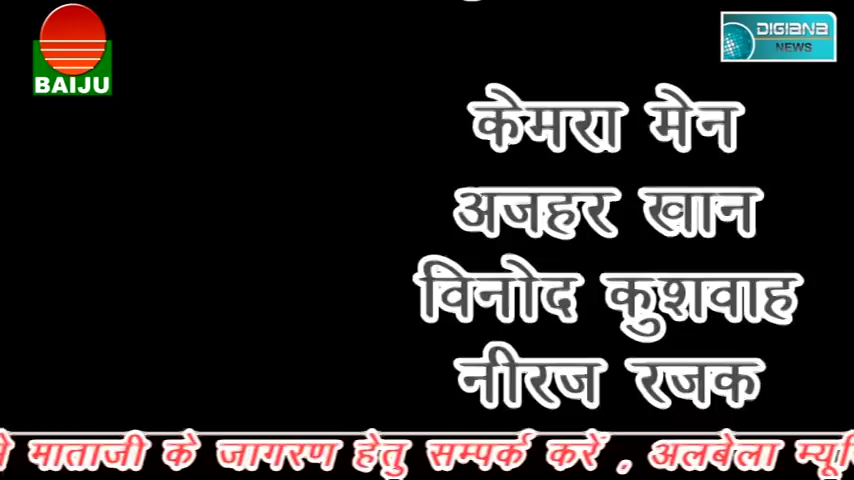 BAIJU
DIGIANA
NEWS
केमरा मेन
अजहर खान
विनोद कुशवाह
नीरज रजक
माताजी के जागरण हेतु सम्पर्क करें , अलबेला